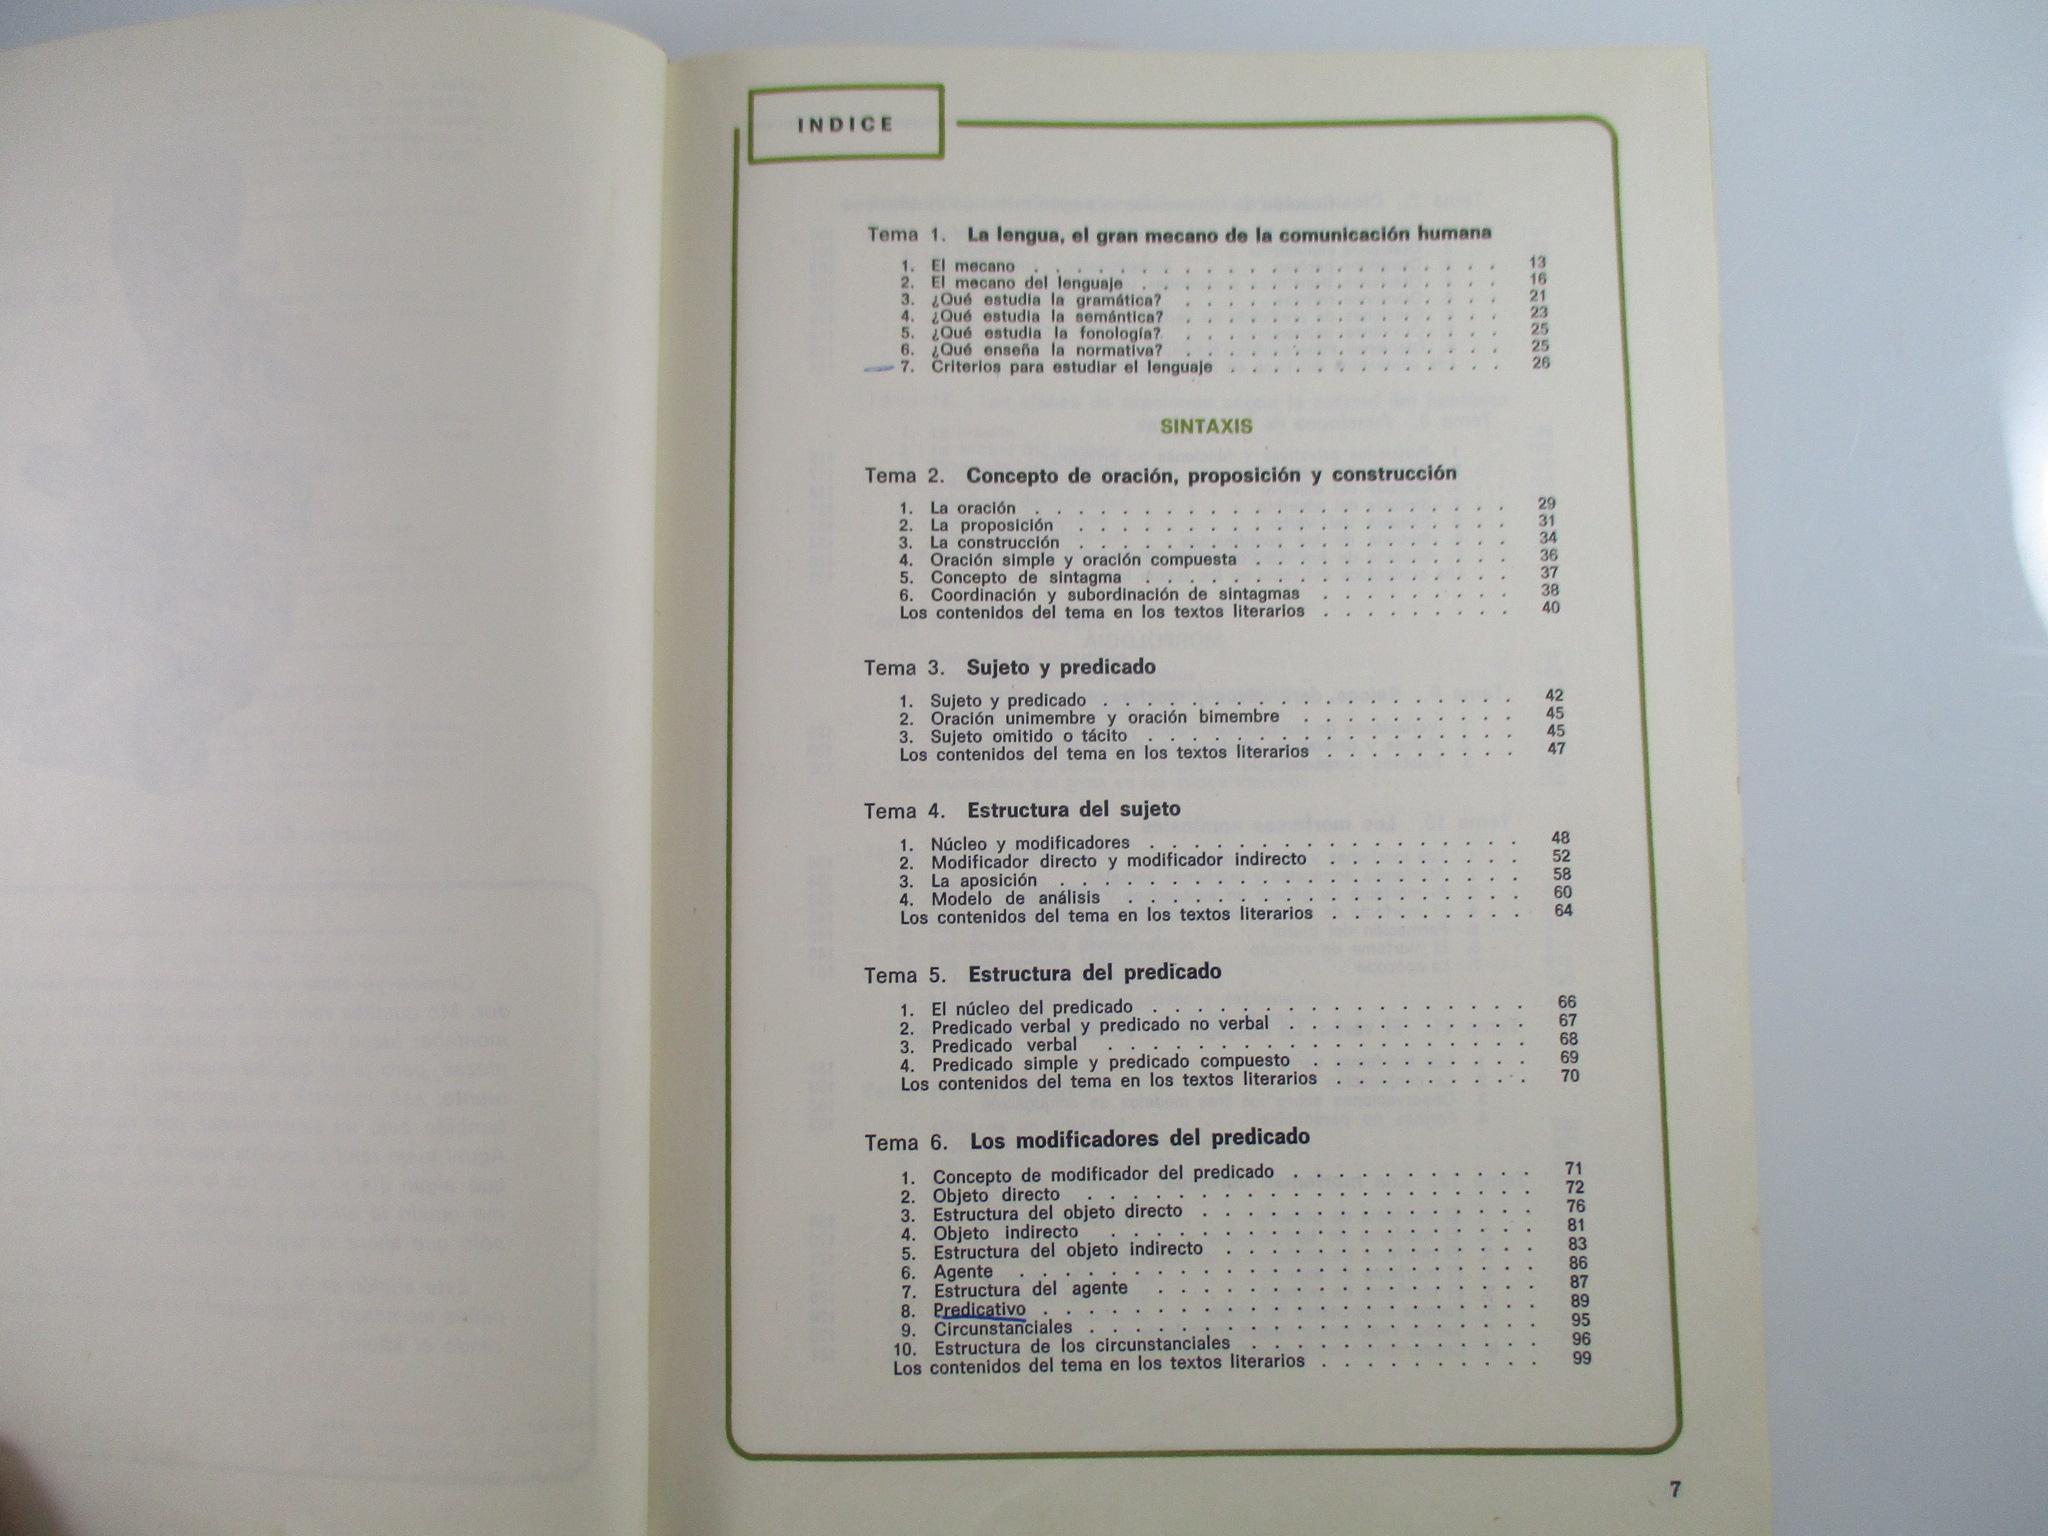 INDICE
Tema 1. La lengua, el gran mecano de la comunicación humana
1. El mecano . . . . . . . . . . . . . . . . . . . . 13
2. El mecano del lenguaje . . . . . . . . . . . . . . . . 16
3. ¿Qué estudia la gramática? . . . . . . . . . . . . . . 21
4. ¿Qué estudia la semántica? . . . . . . . . . . . . . . 23
5. ¿Qué estudia la fonología? . . . . . . . . . . . . . . 25
6. ¿Qué enseña la normativa? . . . . . . . . . . . . . . 25
7. Criterios para estudiar el lenguaje . . . . . . . . . . . . 26
SINTAXIS
Tema 2. Concepto de oración, proposición y construcción
1. La oración . . . . . . . . . . . . . . . . . . . . 29
2. La proposición . . . . . . . . . . . . . . . . . . 31
3. La construcción . . . . . . . . . . . . . . . . . . 34
4. Oración simple y oración compuesta . . . . . . . . . . . 36
5. Concepto de sintagma . . . . . . . . . . . . . . . . 37
6. Coordinación y subordinación de sintagmas . . . . . . . . . 38
Los contenidos del tema en los textos literarios . . . . . . . . . 40
Tema 3. Sujeto y predicado
1. Sujeto y predicado . . . . . . . . . . . . . . . . . 42
2. Oración unimembre y oración bimembre . . . . . . . . . . 45
3. Sujeto omitido o tácito . . . . . . . . . . . . . . . . 45
Los contenidos del tema en los textos literarios . . . . . . . . . 47
Tema 4. Estructura del sujeto
1. Núcleo y modificadores . . . . . . . . . . . . . . . . 48
2. Modificador directo y modificador indirecto . . . . . . . . . 52
3. La aposición . . . . . . . . . . . . . . . . . . . 58
4. Modelo de análisis . . . . . . . . . . . . . . . . . 60
Los contenidos del tema en los textos literarios . . . . . . . . . 64
Tema 5. Estructura del predicado
1. El núcleo del predicado . . . . . . . . . . . . . . . . 66
2. Predicado verbal y predicado no verbal . . . . . . . . . . 67
3. Predicado verbal . . . . . . . . . . . . . . . . . . 68
4. Predicado simple y predicado compuesto . . . . . . . . . . 69
Los contenidos del tema en los textos literarios . . . . . . . . . 70
Tema 6. Los modificadores del predicado
1. Concepto de modificador del predicado . . . . . . . . . . . 71
2. Objeto directo . . . . . . . . . . . . . . . . . . 72
3. Estructura del objeto directo . . . . . . . . . . . . . . 76
4. Objeto indirecto . . . . . . . . . . . . . . . . . . 81
5. Estructura del objeto indirecto . . . . . . . . . . . . . 83
6. Agente . . . . . . . . . . . . . . . . . . . . . 86
7. Estructura del agente . . . . . . . . . . . . . . . . 87
8. Predicativo . . . . . . . . . . . . . . . . . . . . 89
9. Circunstanciales . . . . . . . . . . . . . . . . . . 95
10. Estructura de los circunstanciales . . . . . . . . . . . . 96
Los contenidos del tema en los textos literarios . . . . . . . . . . 99
7